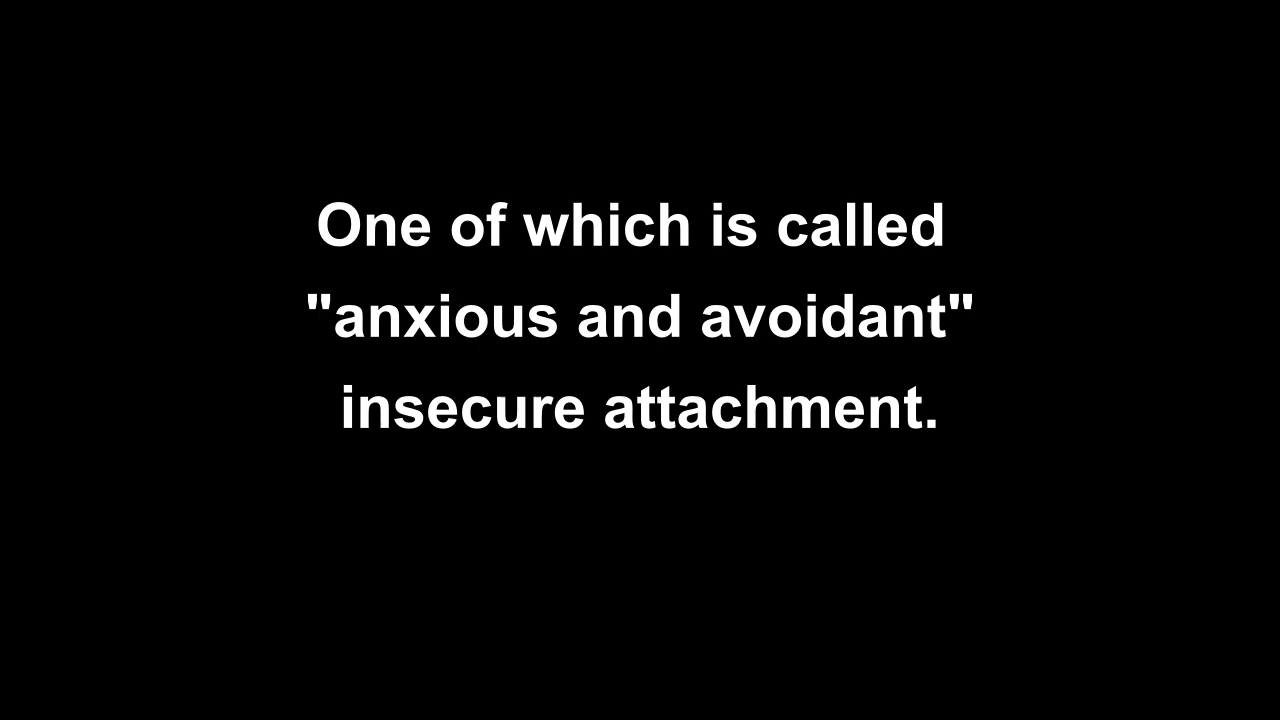 One of which is called
"anxious and avoidant"
insecure attachment.